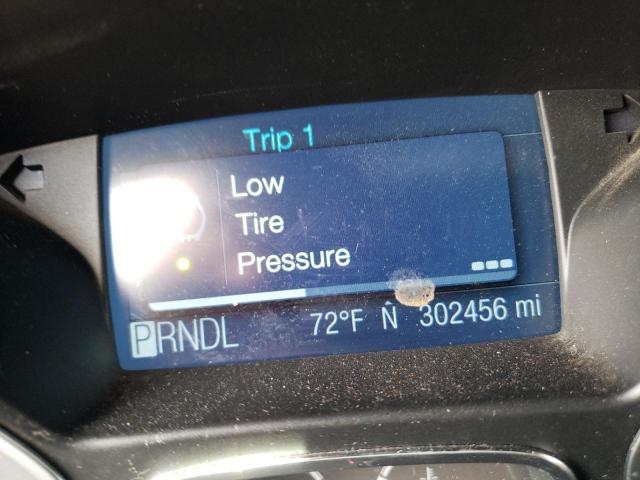 Trip 1
Low
Tire
Pressure
PRNDL 72°F N 302456 mi